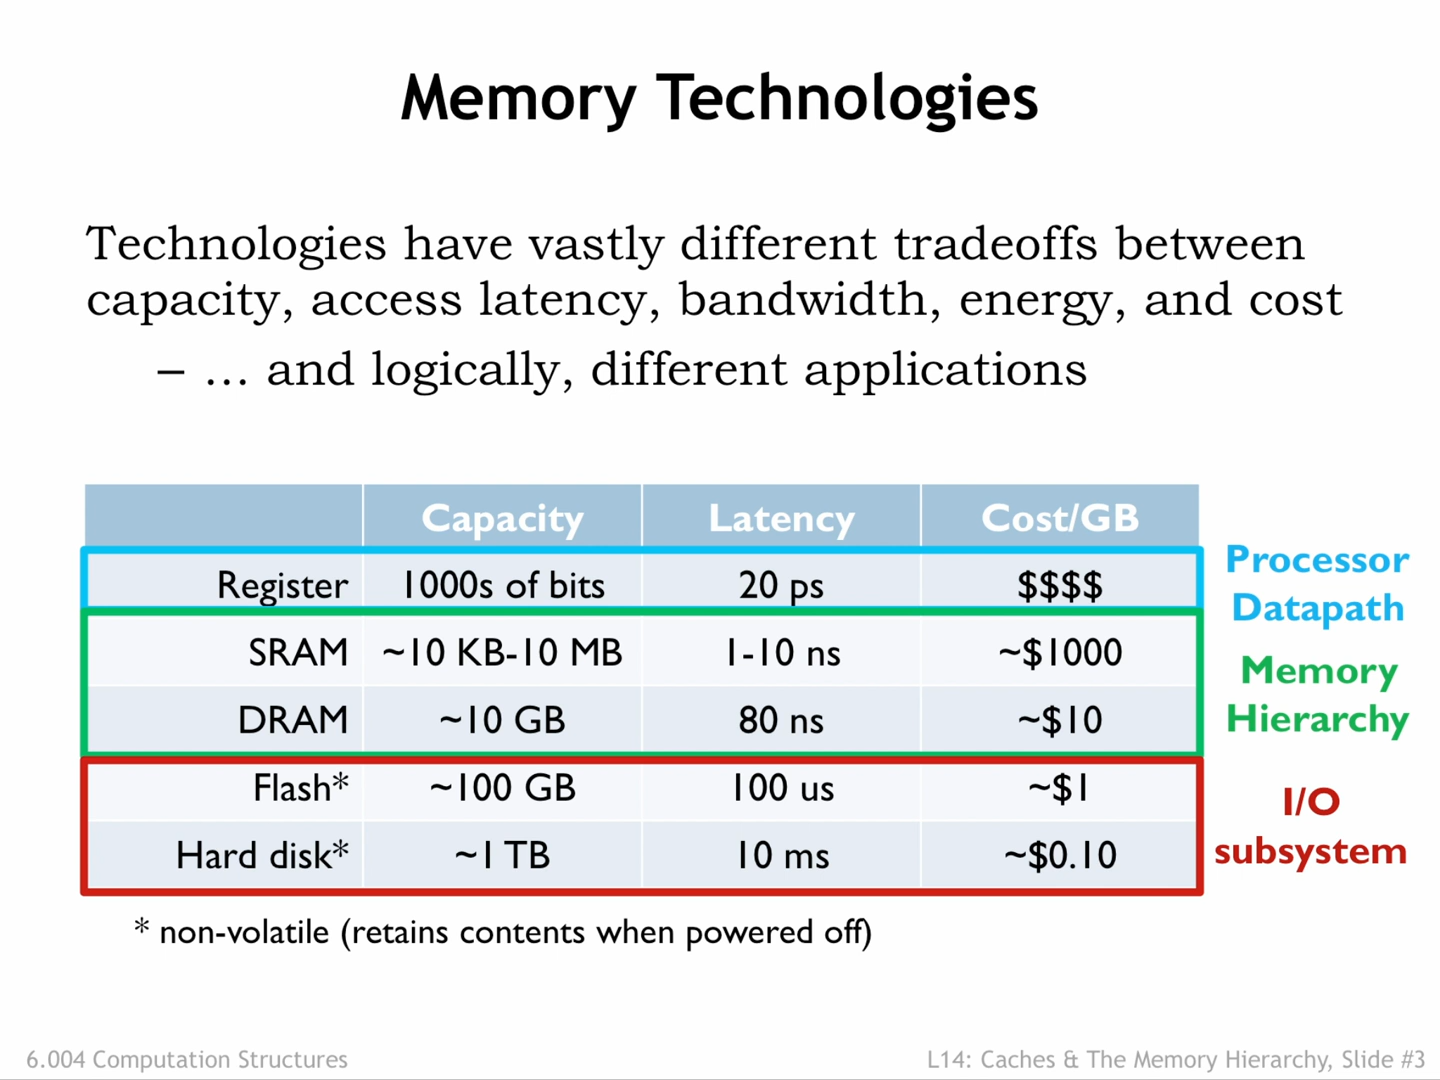 Memory Technologies
Technologies have vastly different tradeoffs between
capacity, access latency, bandwidth, energy, and cost
– … and logically, different applications
Capacity Latency Cost/GB
Register 1000s of bits 20 ps $$$$
Processor
Datapath
SRAM ~10 KB-10 MB 1-10 ns ~$1000
DRAM ~10 GB 80 ns ~$10
Memory
Hierarchy
Flash* ~100 GB 100 us ~$1
Hard disk* ~1 TB 10 ms ~$0.10
I/O
subsystem
* non-volatile (retains contents when powered off)
6.004 Computation Structures
L14: Caches & The Memory Hierarchy, Slide #3